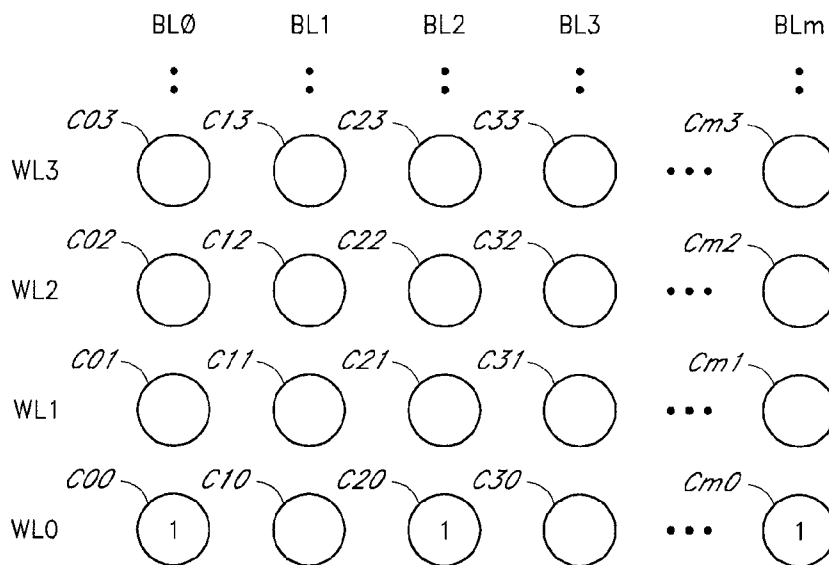 BLØ BL1 BL2 BL3 BLm
C03 C13 C23 C33 Cm3
WL3
C02 C12 C22 C32 Cm2
WL2
C01 C11 C21 C31 Cm1
WL1
C00 C10 C20 C30 Cm0
WL0 1 1 1